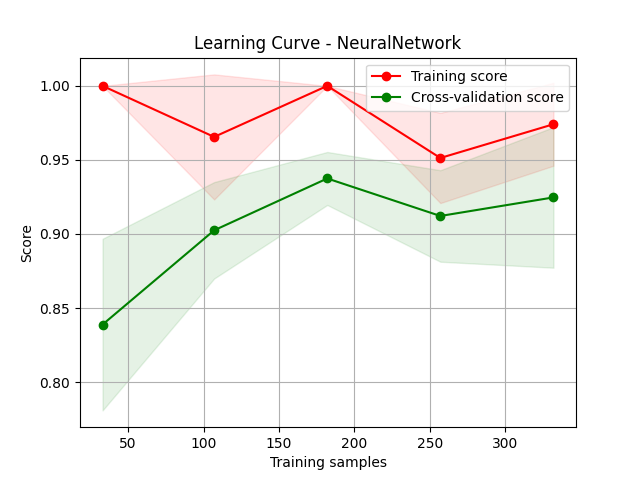 Learning Curve - NeuralNetwork
Training score
Cross-validation score
1.00
0.95
0.90
0.85
0.80
Score
50
100
150
200
250
300
Training samples